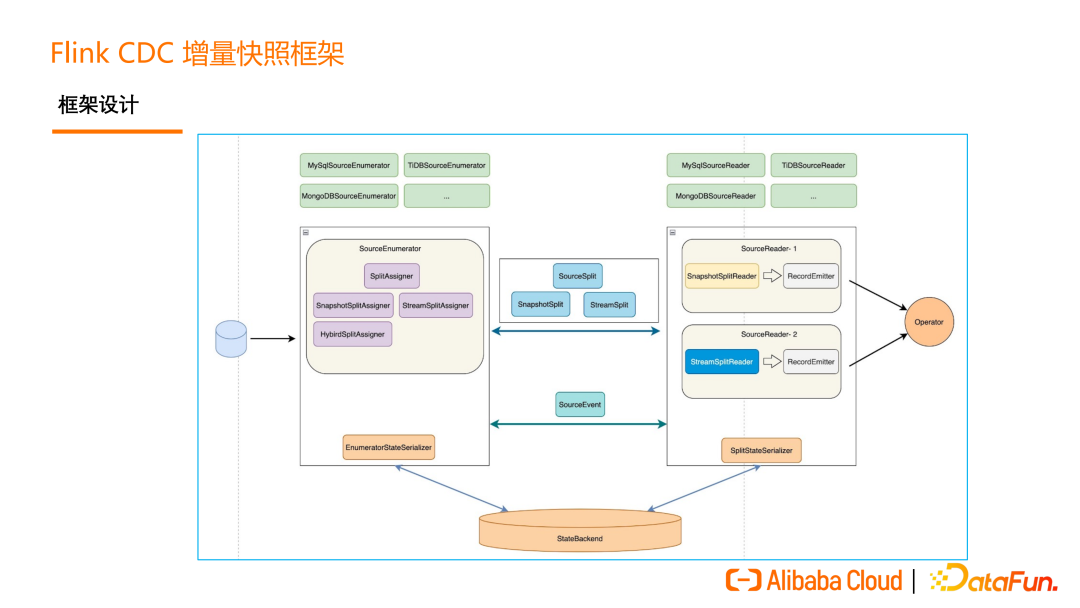 Flink CDC 增量快照框架
框架设计
MySqlSourceEnumerator
TiDBSourceEnumerator
MongoDBSourceEnumerator
...
MySqlSourceReader
TiDBSourceReader
MongoDBSourceReader
...
SourceEnumerator
SplitAssigner
SnapshotSplitAssigner
StreamSplitAssigner
HybirdSplitAssigner
EnumeratorStateSerializer
SourceSplit
SnapshotSplit
StreamSplit
SourceEvent
SourceReader- 1
SnapshotSplitReader
RecordEmitter
SourceReader- 2
StreamSplitReader
RecordEmitter
SplitStateSerializer
Operator
StateBackend
Alibaba Cloud
DataFun.